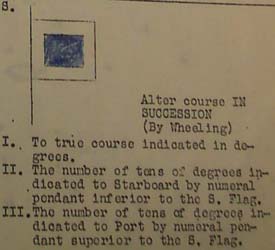 S.
Alter course IN
SUCCESSION
(By Wheeling)
I. To true course indicated in de-
grees.
II. The number of tens of degrees in-
dicated to Starboard by numeral
pendant inferior to the S. Flag.
III. The number of tens of degrees in-
dicated to Port by numeral pen-
dant superior to the S. Flag.